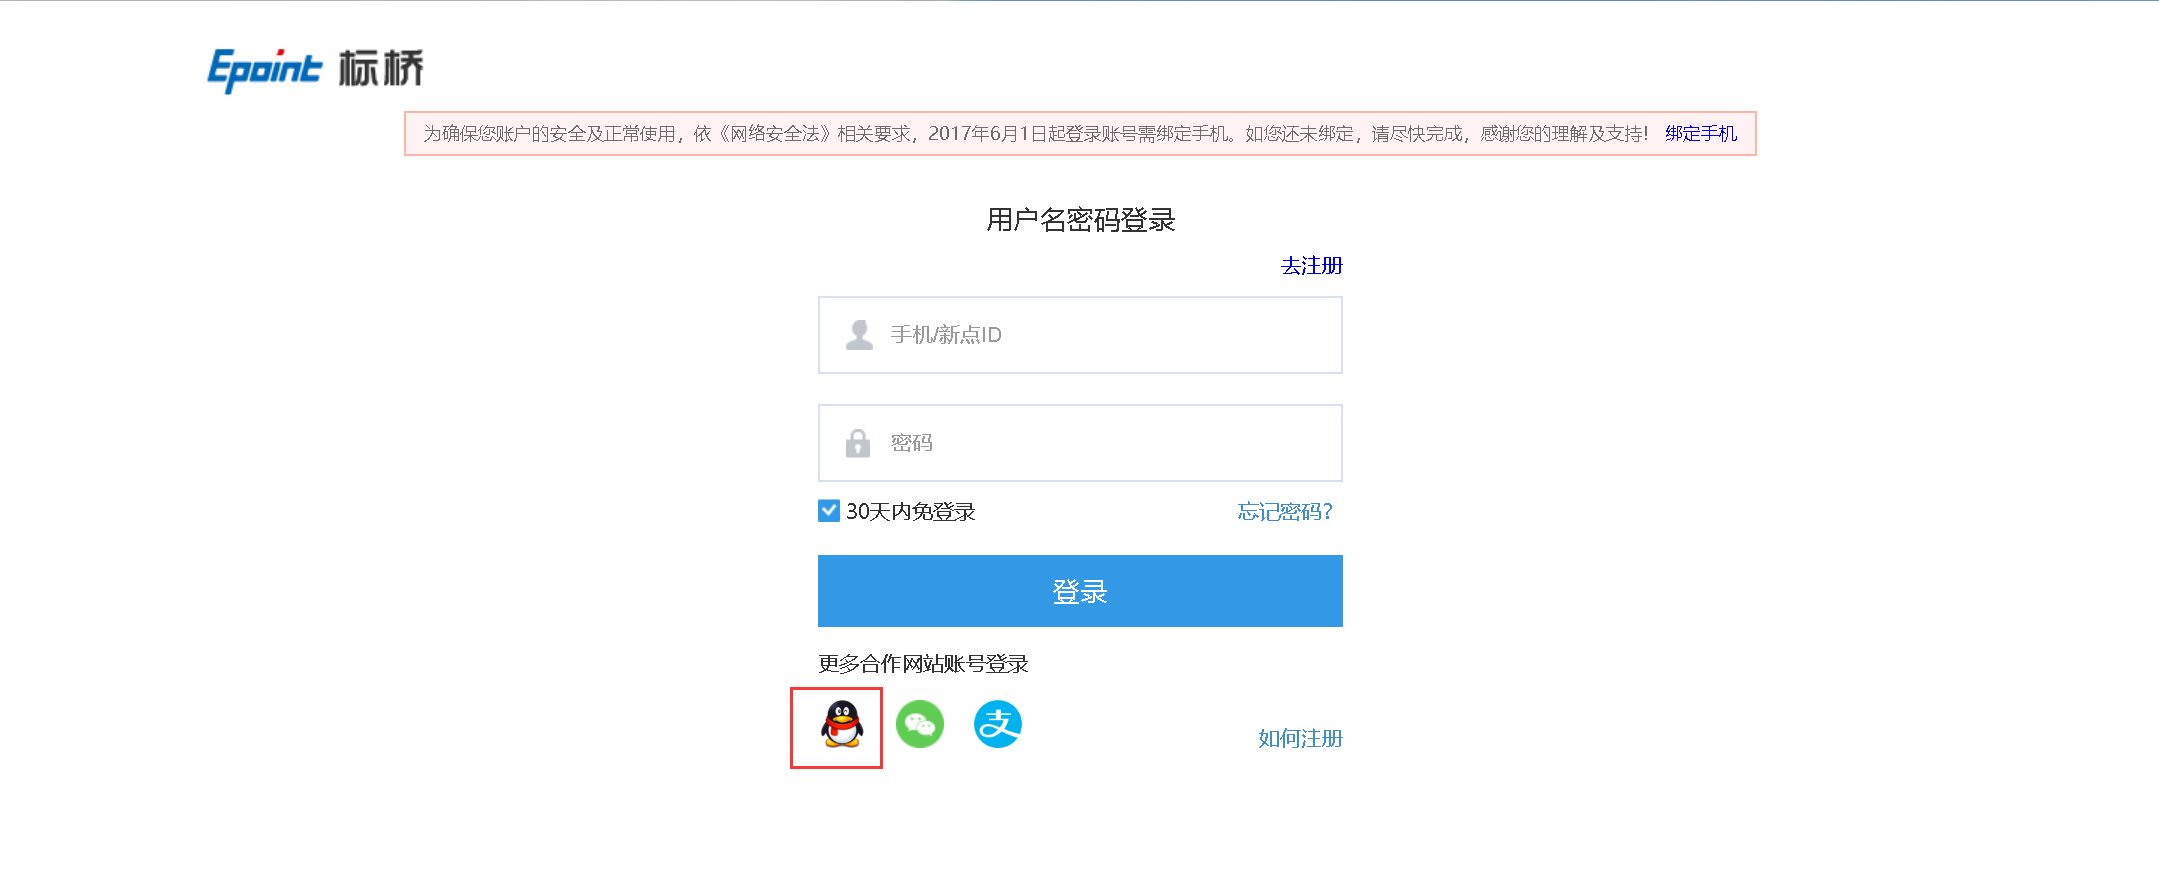 Epoint 标桥
为确保您账户的安全及正常使用，依《网络安全法》相关要求，2017年6月1日起登录账号需绑定手机。如您还未绑定，请尽快完成，感谢您的理解及支持! 绑定手机
用户名密码登录
去注册
手机/新点ID
密码
30天内免登录 忘记密码?
登录
更多合作网站账号登录
支
如何注册